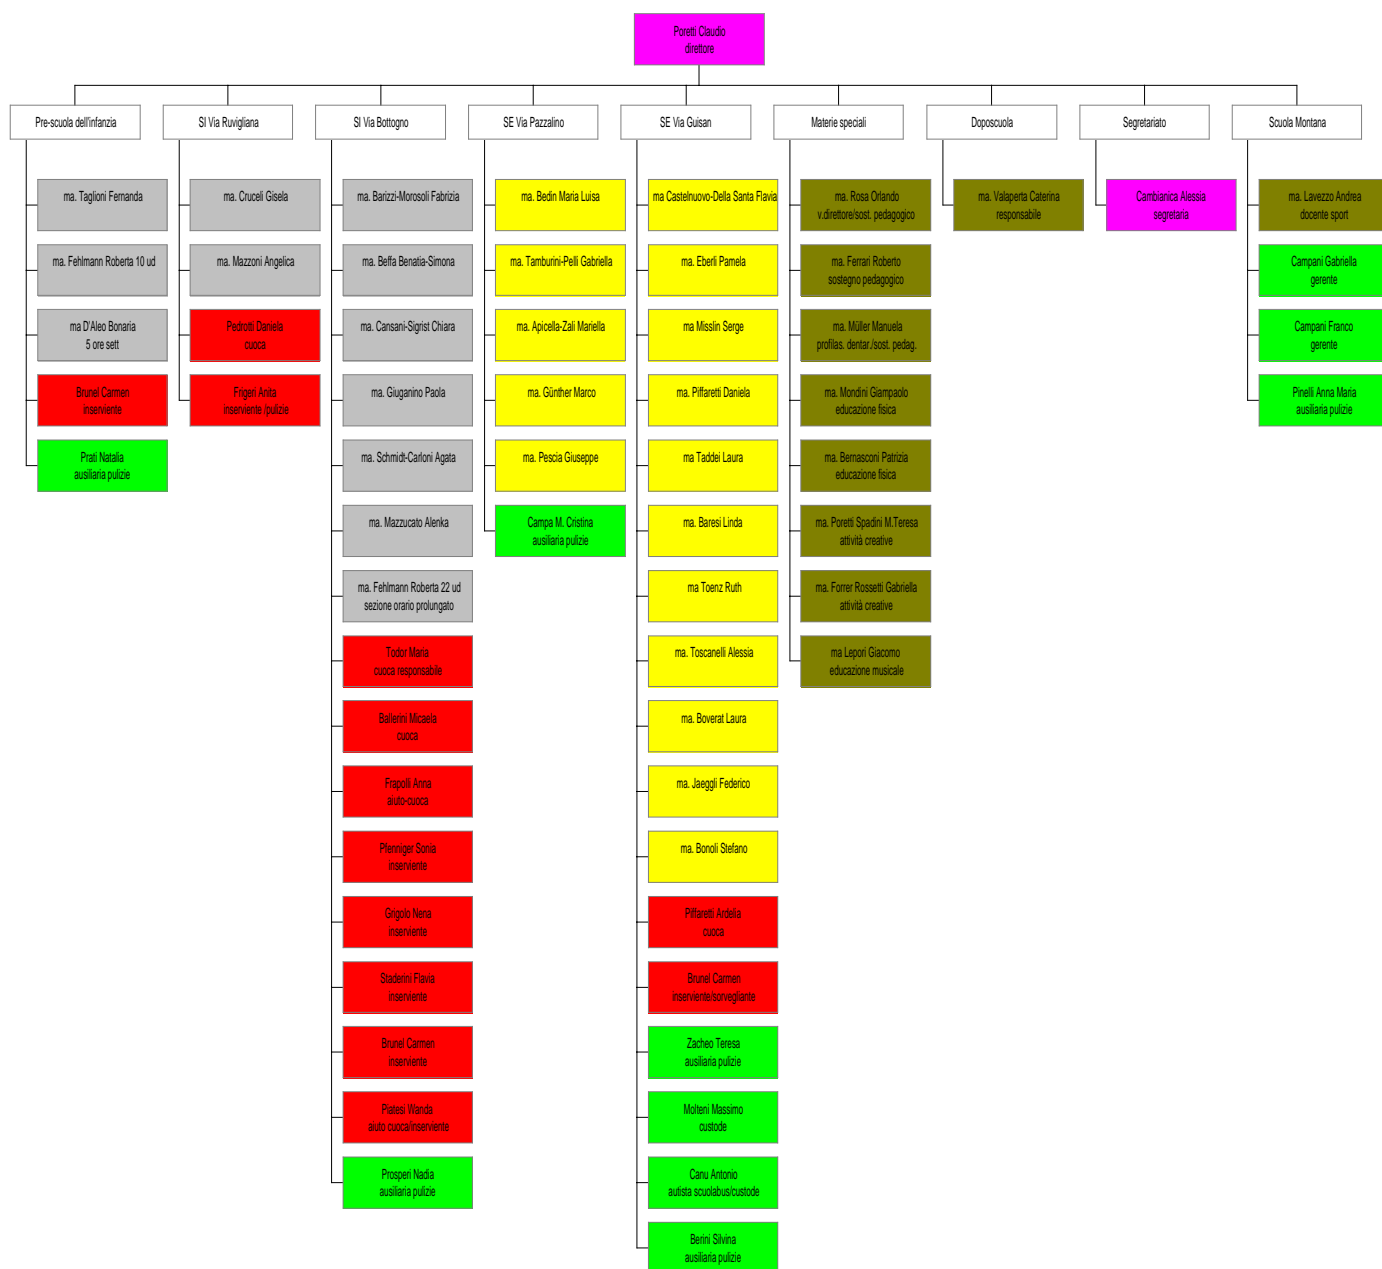 Poretti Claudio
direttore
Pre-scuola dell'infanzia
SI Via Ruvigliana
SI Via Bottogno
SE Via Pazzalino
SE Via Guisan
Materie speciali
Doposcuola
Segretariato
Scuola Montana
ma. Taglioni Fernanda
ma. Fehlmann Roberta 10 ud
ma D'Aleo Bonaria
5 ore sett
Brunel Carmen
inserviente
Prati Natalia
ausiliaria pulizie
ma. Cruceli Gisela
ma. Mazzoni Angelica
Pedrotti Daniela
cuoca
Frigeri Anita
inserviente /pulizie
ma. Barizzi-Morosoli Fabrizia
ma. Beffa Benatia-Simona
ma. Cansani-Sigrist Chiara
ma. Giuganino Paola
ma. Schmidt-Carloni Agata
ma. Mazzucato Alenka
ma. Fehlmann Roberta 22 ud
sezione orario prolungato
Todor Maria
cuoca responsabile
Ballerini Micaela
cuoca
Frapolli Anna
aiuto-cuoca
Pfenniger Sonia
inserviente
Grigolo Nena
inserviente
Staderini Flavia
inserviente
Brunel Carmen
inserviente
Piatesi Wanda
aiuto cuoca/inserviente
Prosperi Nadia
ausiliaria pulizie
ma. Bedin Maria Luisa
ma. Tamburini-Pelli Gabriella
ma. Apicella-Zali Mariella
ma. Günther Marco
ma. Pescia Giuseppe
Campa M. Cristina
ausiliaria pulizie
ma Castelnuovo-Della Santa Flavia
ma. Eberli Pamela
ma Misslin Serge
ma. Piffaretti Daniela
ma Taddei Laura
ma. Baresi Linda
ma Toenz Ruth
ma. Toscanelli Alessia
ma. Boverat Laura
ma. Jaeggli Federico
ma. Bonoli Stefano
Piffaretti Ardelia
cuoca
Brunel Carmen
inserviente/sorvegliante
Zacheo Teresa
ausiliaria pulizie
Molteni Massimo
custode
Canu Antonio
autista scuolabus/custode
Berini Silvina
ausiliaria pulizie
ma. Rosa Orlando
v.direttore/sost. pedagogico
ma. Ferrari Roberto
sostegno pedagogico
ma. Müller Manuela
profilas. dentar./sost. pedag.
ma. Mondini Giampaolo
educazione fisica
ma. Bernasconi Patrizia
educazione fisica
ma. Poretti Spadini M.Teresa
attività creative
ma. Forrer Rossetti Gabriella
attività creative
ma Lepori Giacomo
educazione musicale
ma. Valaperta Caterina
responsabile
Cambianica Alessia
segretaria
ma. Lavezzo Andrea
docente sport
Campani Gabriella
gerente
Campani Franco
gerente
Pinelli Anna Maria
ausiliaria pulizie